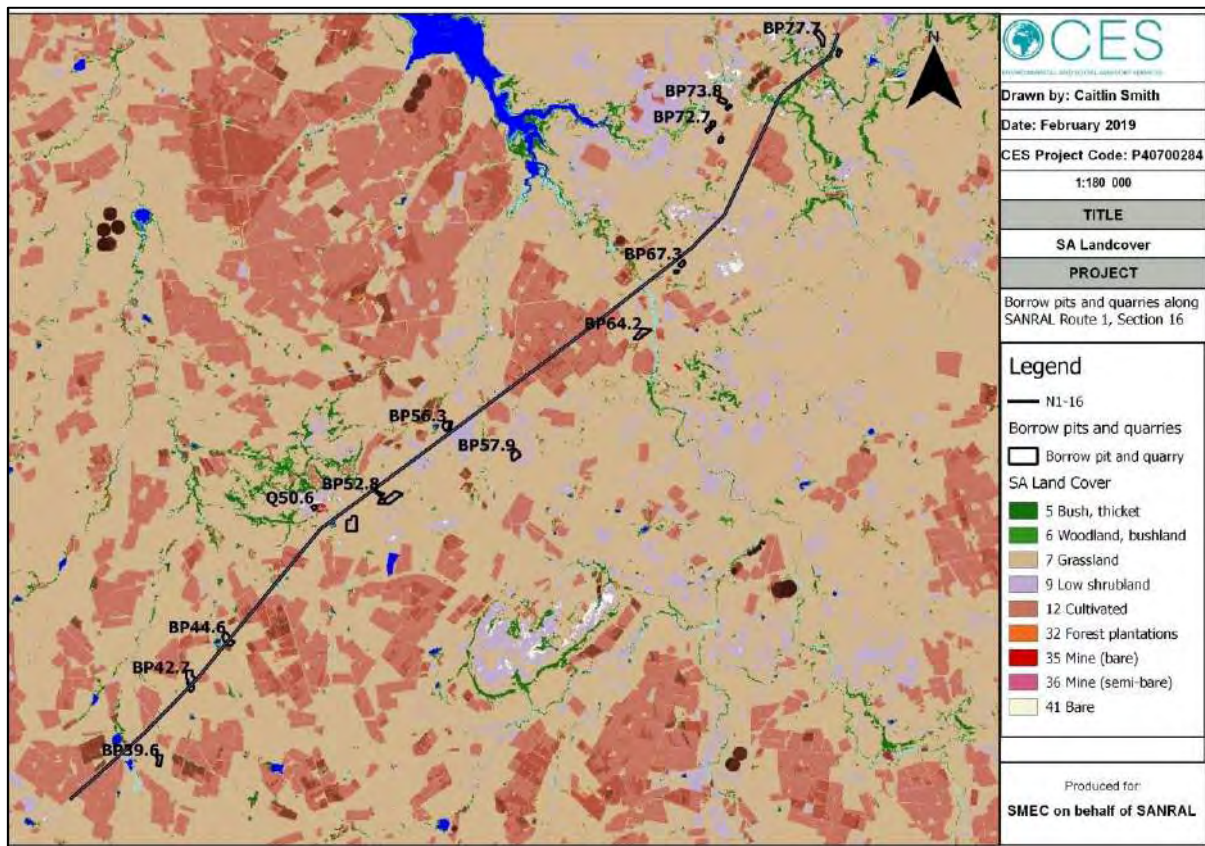 BP77.7
BP73.8
BP72.7
BP67.3
BP64.2
BP56.3
BP57.9
BP52.8
Q50.6
BP44.6
BP42.7
BP39.6
N
CES
ENVIRONMENTAL AND SOCIAL ADVISORY SERVICES
Drawn by: Caitlin Smith
Date: February 2019
CES Project Code: P40700284
1:180 000
TITLE
SA Landcover
PROJECT
Borrow pits and quarries along
SANRAL Route 1, Section 16
Legend
N1-16
Borrow pits and quarries
Borrow pit and quarry
SA Land Cover
5 Bush, thicket
6 Woodland, bushland
7 Grassland
9 Low shrubland
12 Cultivated
32 Forest plantations
35 Mine (bare)
36 Mine (semi-bare)
41 Bare
Produced for:
SMEC on behalf of SANRAL